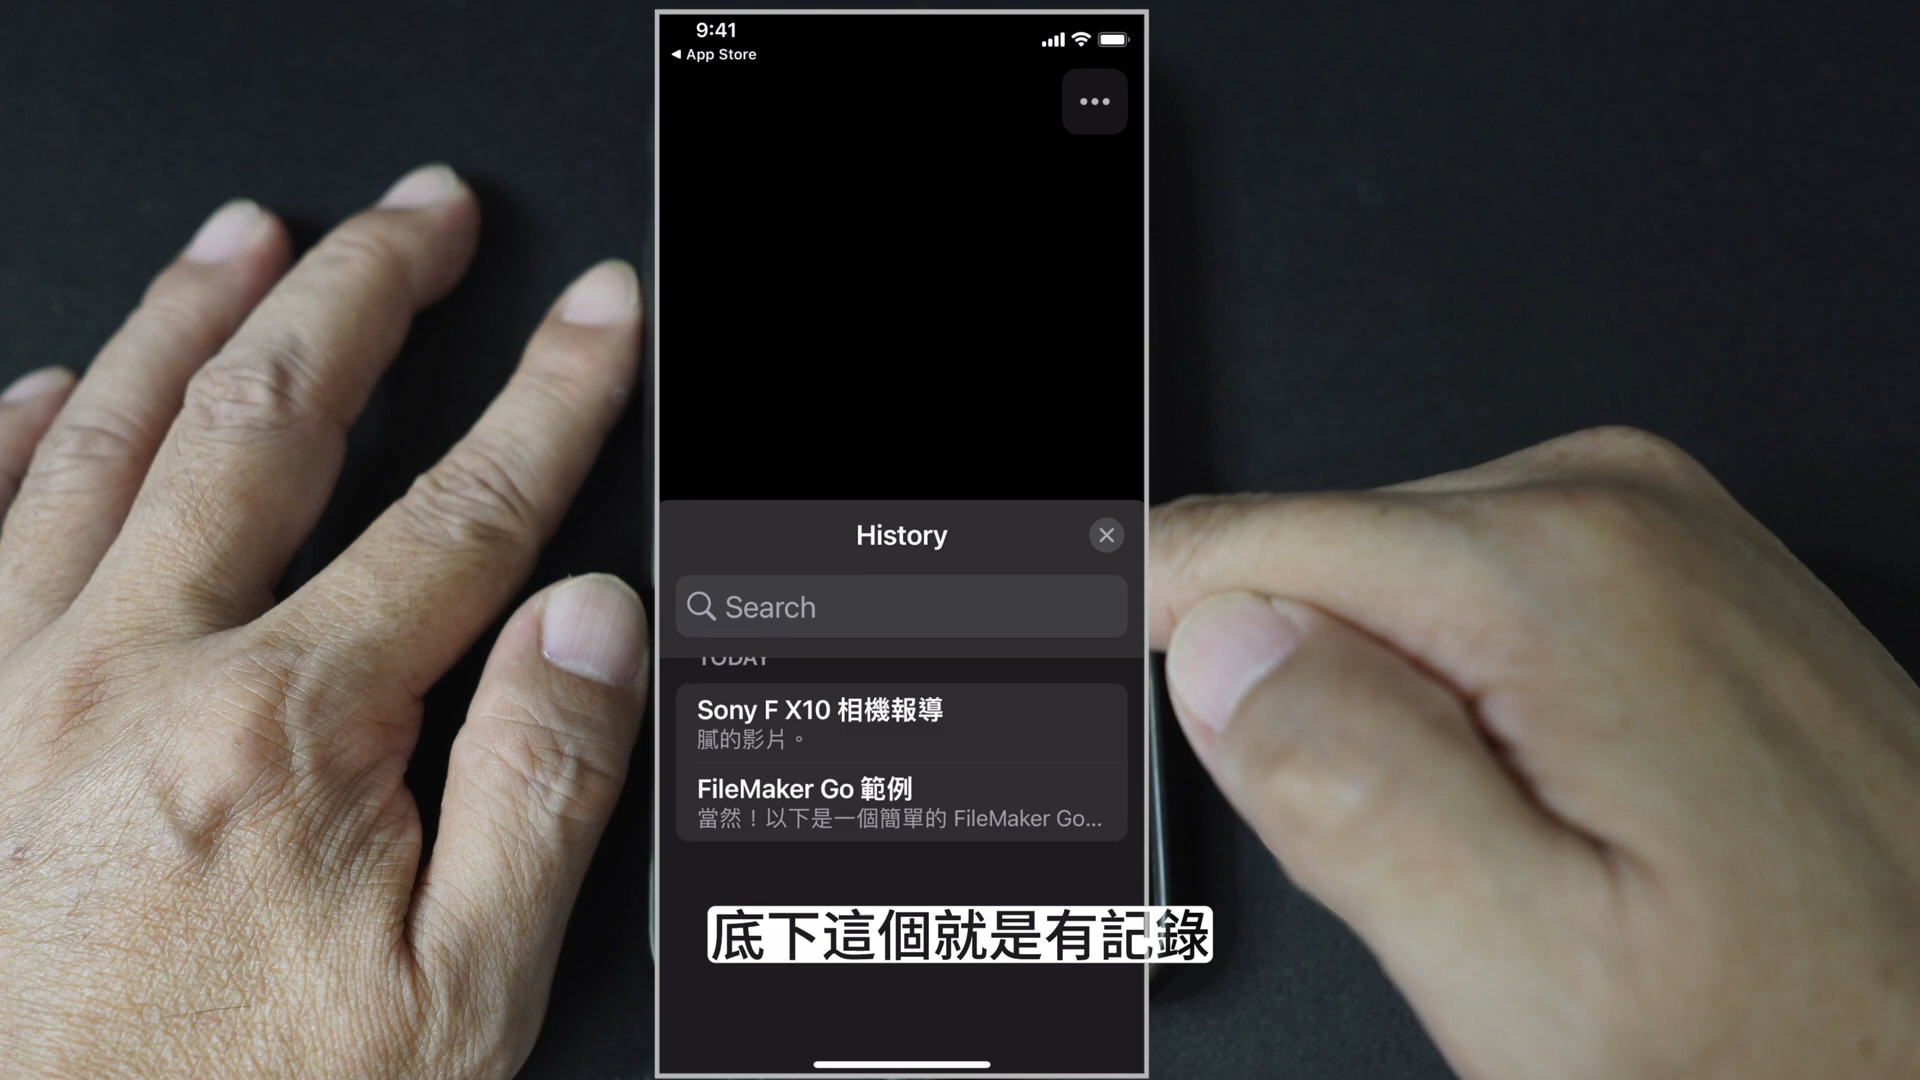 9:41
◀ App Store
History
Search
TODAY
Sony F X10 相機報導
膩的影片。
FileMaker Go 範例
當然！以下是一個簡單的 FileMaker Go...
底下這個就是有記錄